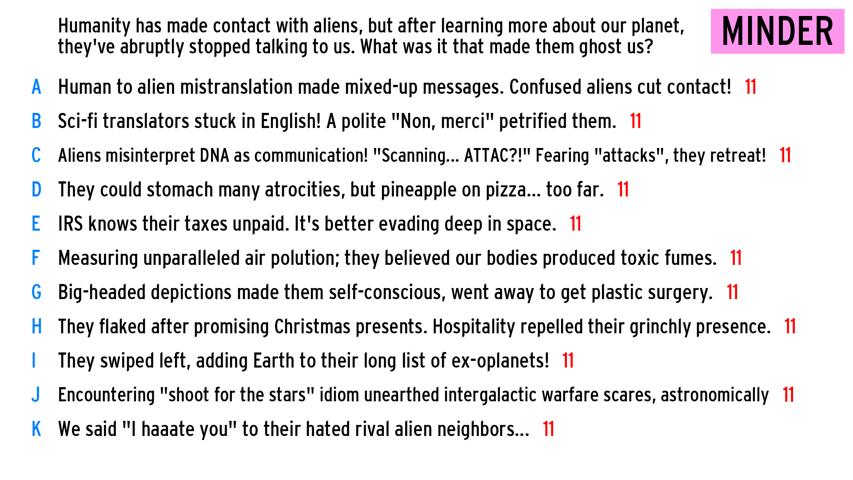 Humanity has made contact with aliens, but after learning more about our planet,
they've abruptly stopped talking to us. What was it that made them ghost us?
MINDER
A Human to alien mistranslation made mixed-up messages. Confused aliens cut contact! 11
B Sci-fi translators stuck in English! A polite "Non, merci" petrified them. 11
C Aliens misinterpret DNA as communication! "Scanning... ATTAC?!" Fearing "attacks", they retreat! 11
D They could stomach many atrocities, but pineapple on pizza... too far. 11
E IRS knows their taxes unpaid. It's better evading deep in space. 11
F Measuring unparalleled air polution; they believed our bodies produced toxic fumes. 11
G Big-headed depictions made them self-conscious, went away to get plastic surgery. 11
H They flaked after promising Christmas presents. Hospitality repelled their grinchly presence. 11
I They swiped left, adding Earth to their long list of ex-oplanets! 11
J Encountering "shoot for the stars" idiom unearthed intergalactic warfare scares, astronomically 11
K We said "I haaate you" to their hated rival alien neighbors... 11